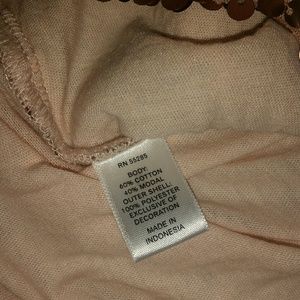 RN 55285
BODY:
60% COTTON
40% MODAL
OUTER SHELL:
100% POLYESTER
EXCLUSIVE OF
DECORATION
MADE IN
INDONESIA